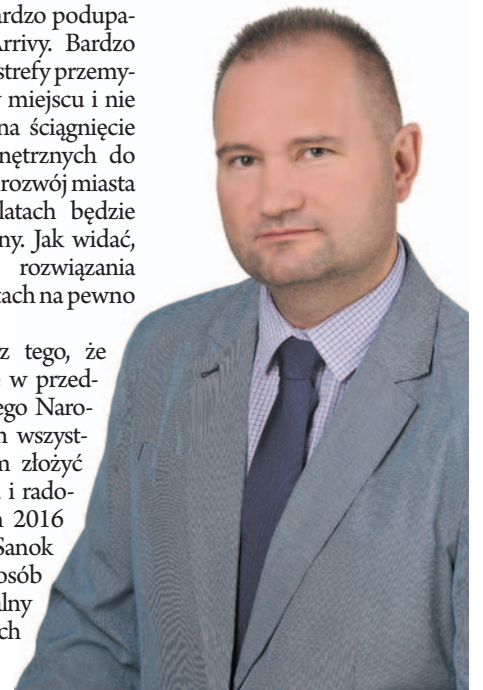 ardzo podupa-
Arrivy. Bardzo
strefy przemy-
miejscu i nie
na ściągnięcie
nętrznych do
rozwój miasta
latach będzie
ny. Jak widać,
rozwiązania
tach na pewno
z tego, że
w przed-
ego Naro-
wszyst-
m złożyć
i rado-
2016
Sanok
osób
alny
ch